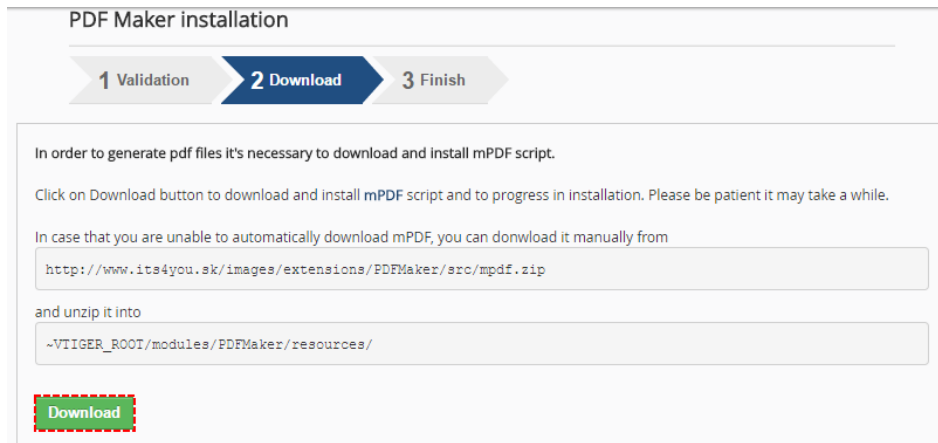 PDF Maker installation
1 Validation 2 Download 3 Finish
In order to generate pdf files it's necessary to download and install mPDF script.
Click on Download button to download and install mPDF script and to progress in installation. Please be patient it may take a while.
In case that you are unable to automatically download mPDF, you can donwload it manually from
http://www.its4you.sk/images/extensions/PDFMaker/src/mpdf.zip
and unzip it into
~VTIGER_ROOT/modules/PDFMaker/resources/
Download